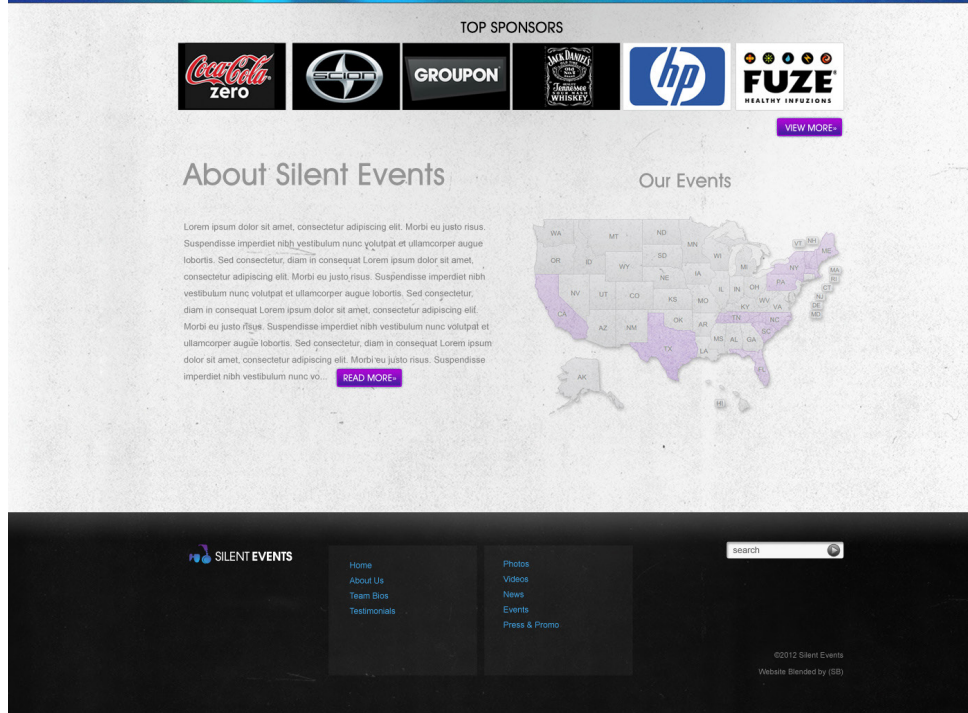 TOP SPONSORS
Coca-Cola
zero
SCION
GROUPON
JACK DANIEL'S
OLD TIME
Old
No. 7
BRAND
Tennessee
SOUR MASH
WHISKEY
hp
FUZE
HEALTHY INFUZIONS
VIEW MORE»
About Silent Events
Our Events
Lorem ipsum dolor sit amet, consectetur adipiscing elit. Morbi eu justo risus.
Suspendisse imperdiet nibh vestibulum nunc volutpat et ullamcorper augue
lobortis. Sed consectetur, diam in consequat Lorem ipsum dolor sit amet,
consectetur adipiscing elit. Morbi eu justo risus. Suspendisse imperdiet nibh
vestibulum nunc volutpat et ullamcorper augue lobortis. Sed consectetur,
diam in consequat Lorem ipsum dolor sit amet, consectetur adipiscing elit.
Morbi eu justo risus. Suspendisse imperdiet nibh vestibulum nunc volutpat et
ullamcorper augue lobortis. Sed consectetur, diam in consequat Lorem ipsum
dolor sit amet, consectetur adipiscing elit. Morbi eu justo risus. Suspendisse
imperdiet nibh vestibulum nunc vo... READ MORE»
WA MT ND MN VT NH ME
OR ID WY SD WI MI NY MA
RI
CT
NV UT CO NE IA IL IN OH PA NJ
DE
MD
CA KS MO KY WV VA
AZ NM OK AR TN NC
SC
TX LA MS AL GA
FL
AK HI
SILENT EVENTS
Home
About Us
Team Bios
Testimonials
Photos
Videos
News
Events
Press & Promo
search
©2012 Silent Events
Website Blended by (SB)